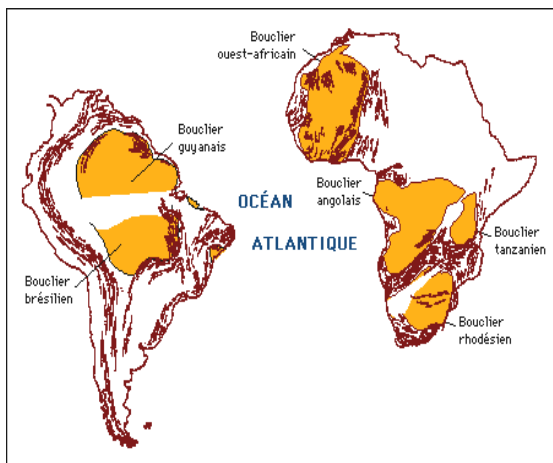 Bouclier
ouest-africain
Bouclier
guyanais
OCÉAN
ATLANTIQUE
Bouclier
angolais
Bouclier
tanzanien
Bouclier
brésilien
Bouclier
rhodésien